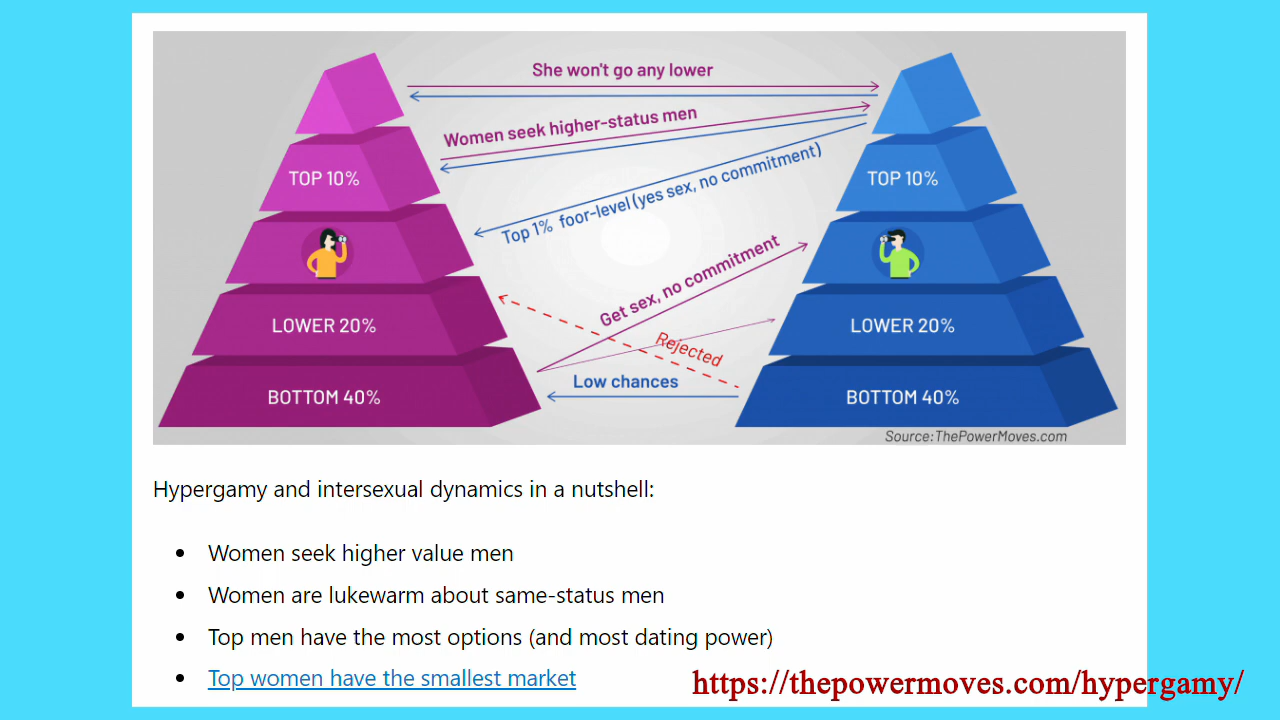 She won't go any lower
Women seek higher-status men
TOP 10%
TOP 10%
Top 1% foor-level (yes sex, no commitment)
Get sex, no commitment
LOWER 20%
LOWER 20%
Rejected
Low chances
BOTTOM 40%
BOTTOM 40%
Source:ThePowerMoves.com
Hypergamy and intersexual dynamics in a nutshell:
• Women seek higher value men
• Women are lukewarm about same-status men
• Top men have the most options (and most dating power)
• Top women have the smallest market
https://thepowermoves.com/hypergamy/